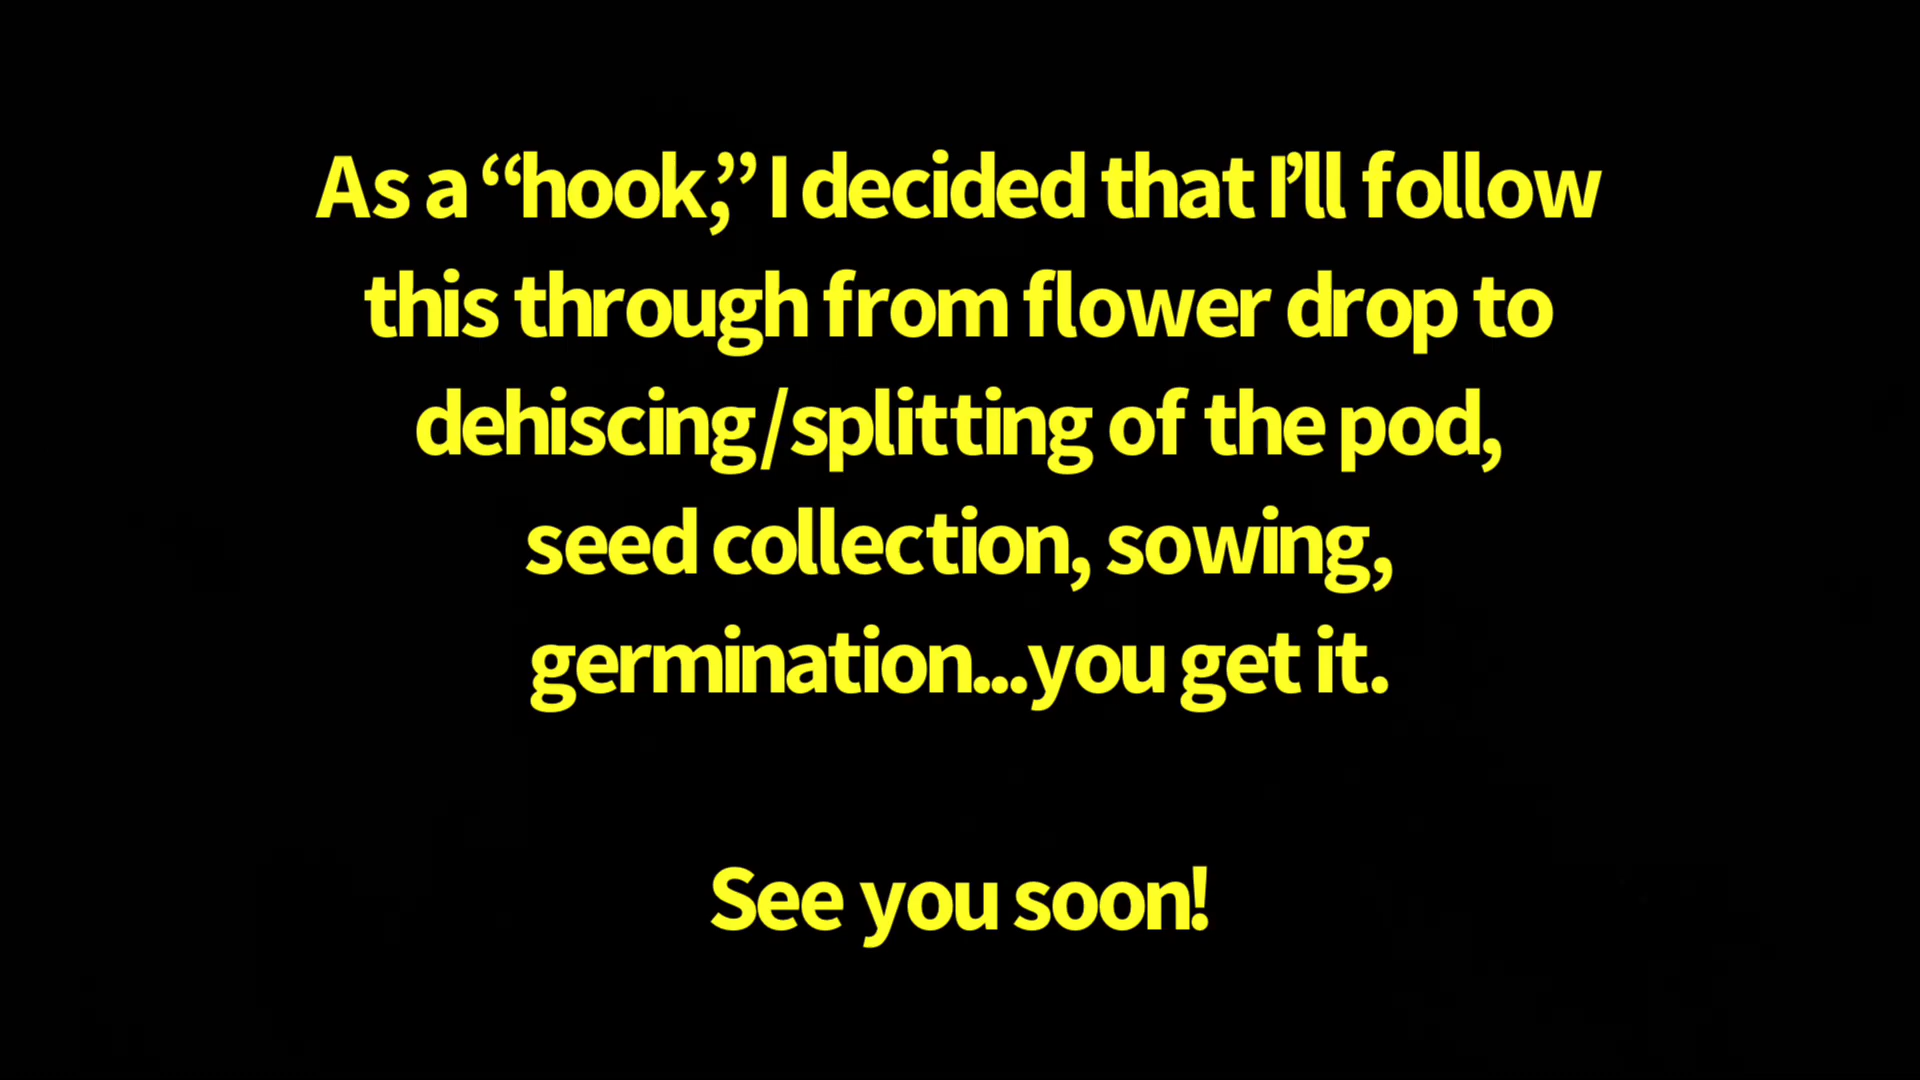 As a “hook,” I decided that I’ll follow
this through from flower drop to
dehiscing/splitting of the pod,
seed collection, sowing,
germination...you get it.
See you soon!